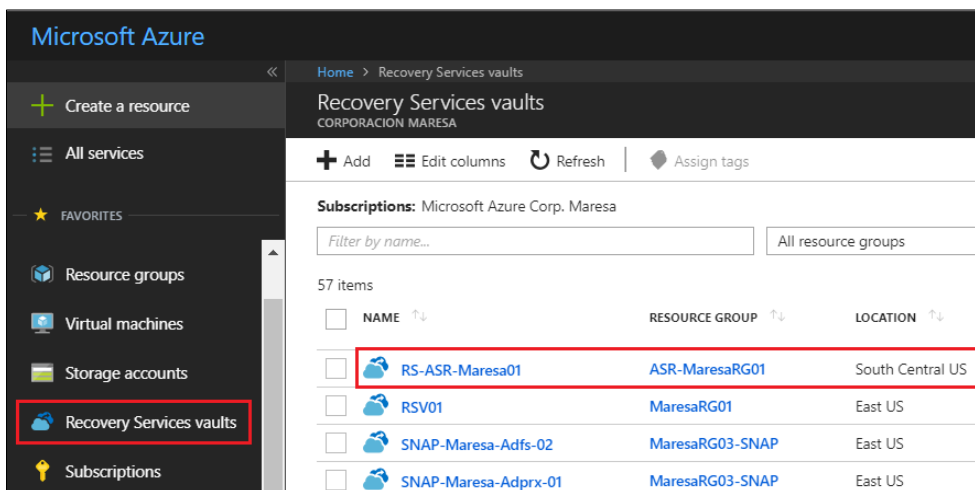 Microsoft Azure
«
Create a resource
All services
FAVORITES
Resource groups
Virtual machines
Storage accounts
Recovery Services vaults
Subscriptions
Home > Recovery Services vaults
Recovery Services vaults
CORPORACION MARESA
Add Edit columns Refresh Assign tags
Subscriptions: Microsoft Azure Corp. Maresa
Filter by name... All resource groups
57 items
NAME RESOURCE GROUP LOCATION
RS-ASR-Maresa01 ASR-MaresaRG01 South Central US
RSV01 MaresaRG01 East US
SNAP-Maresa-Adfs-02 MaresaRG03-SNAP East US
SNAP-Maresa-Adprx-01 MaresaRG03-SNAP East US